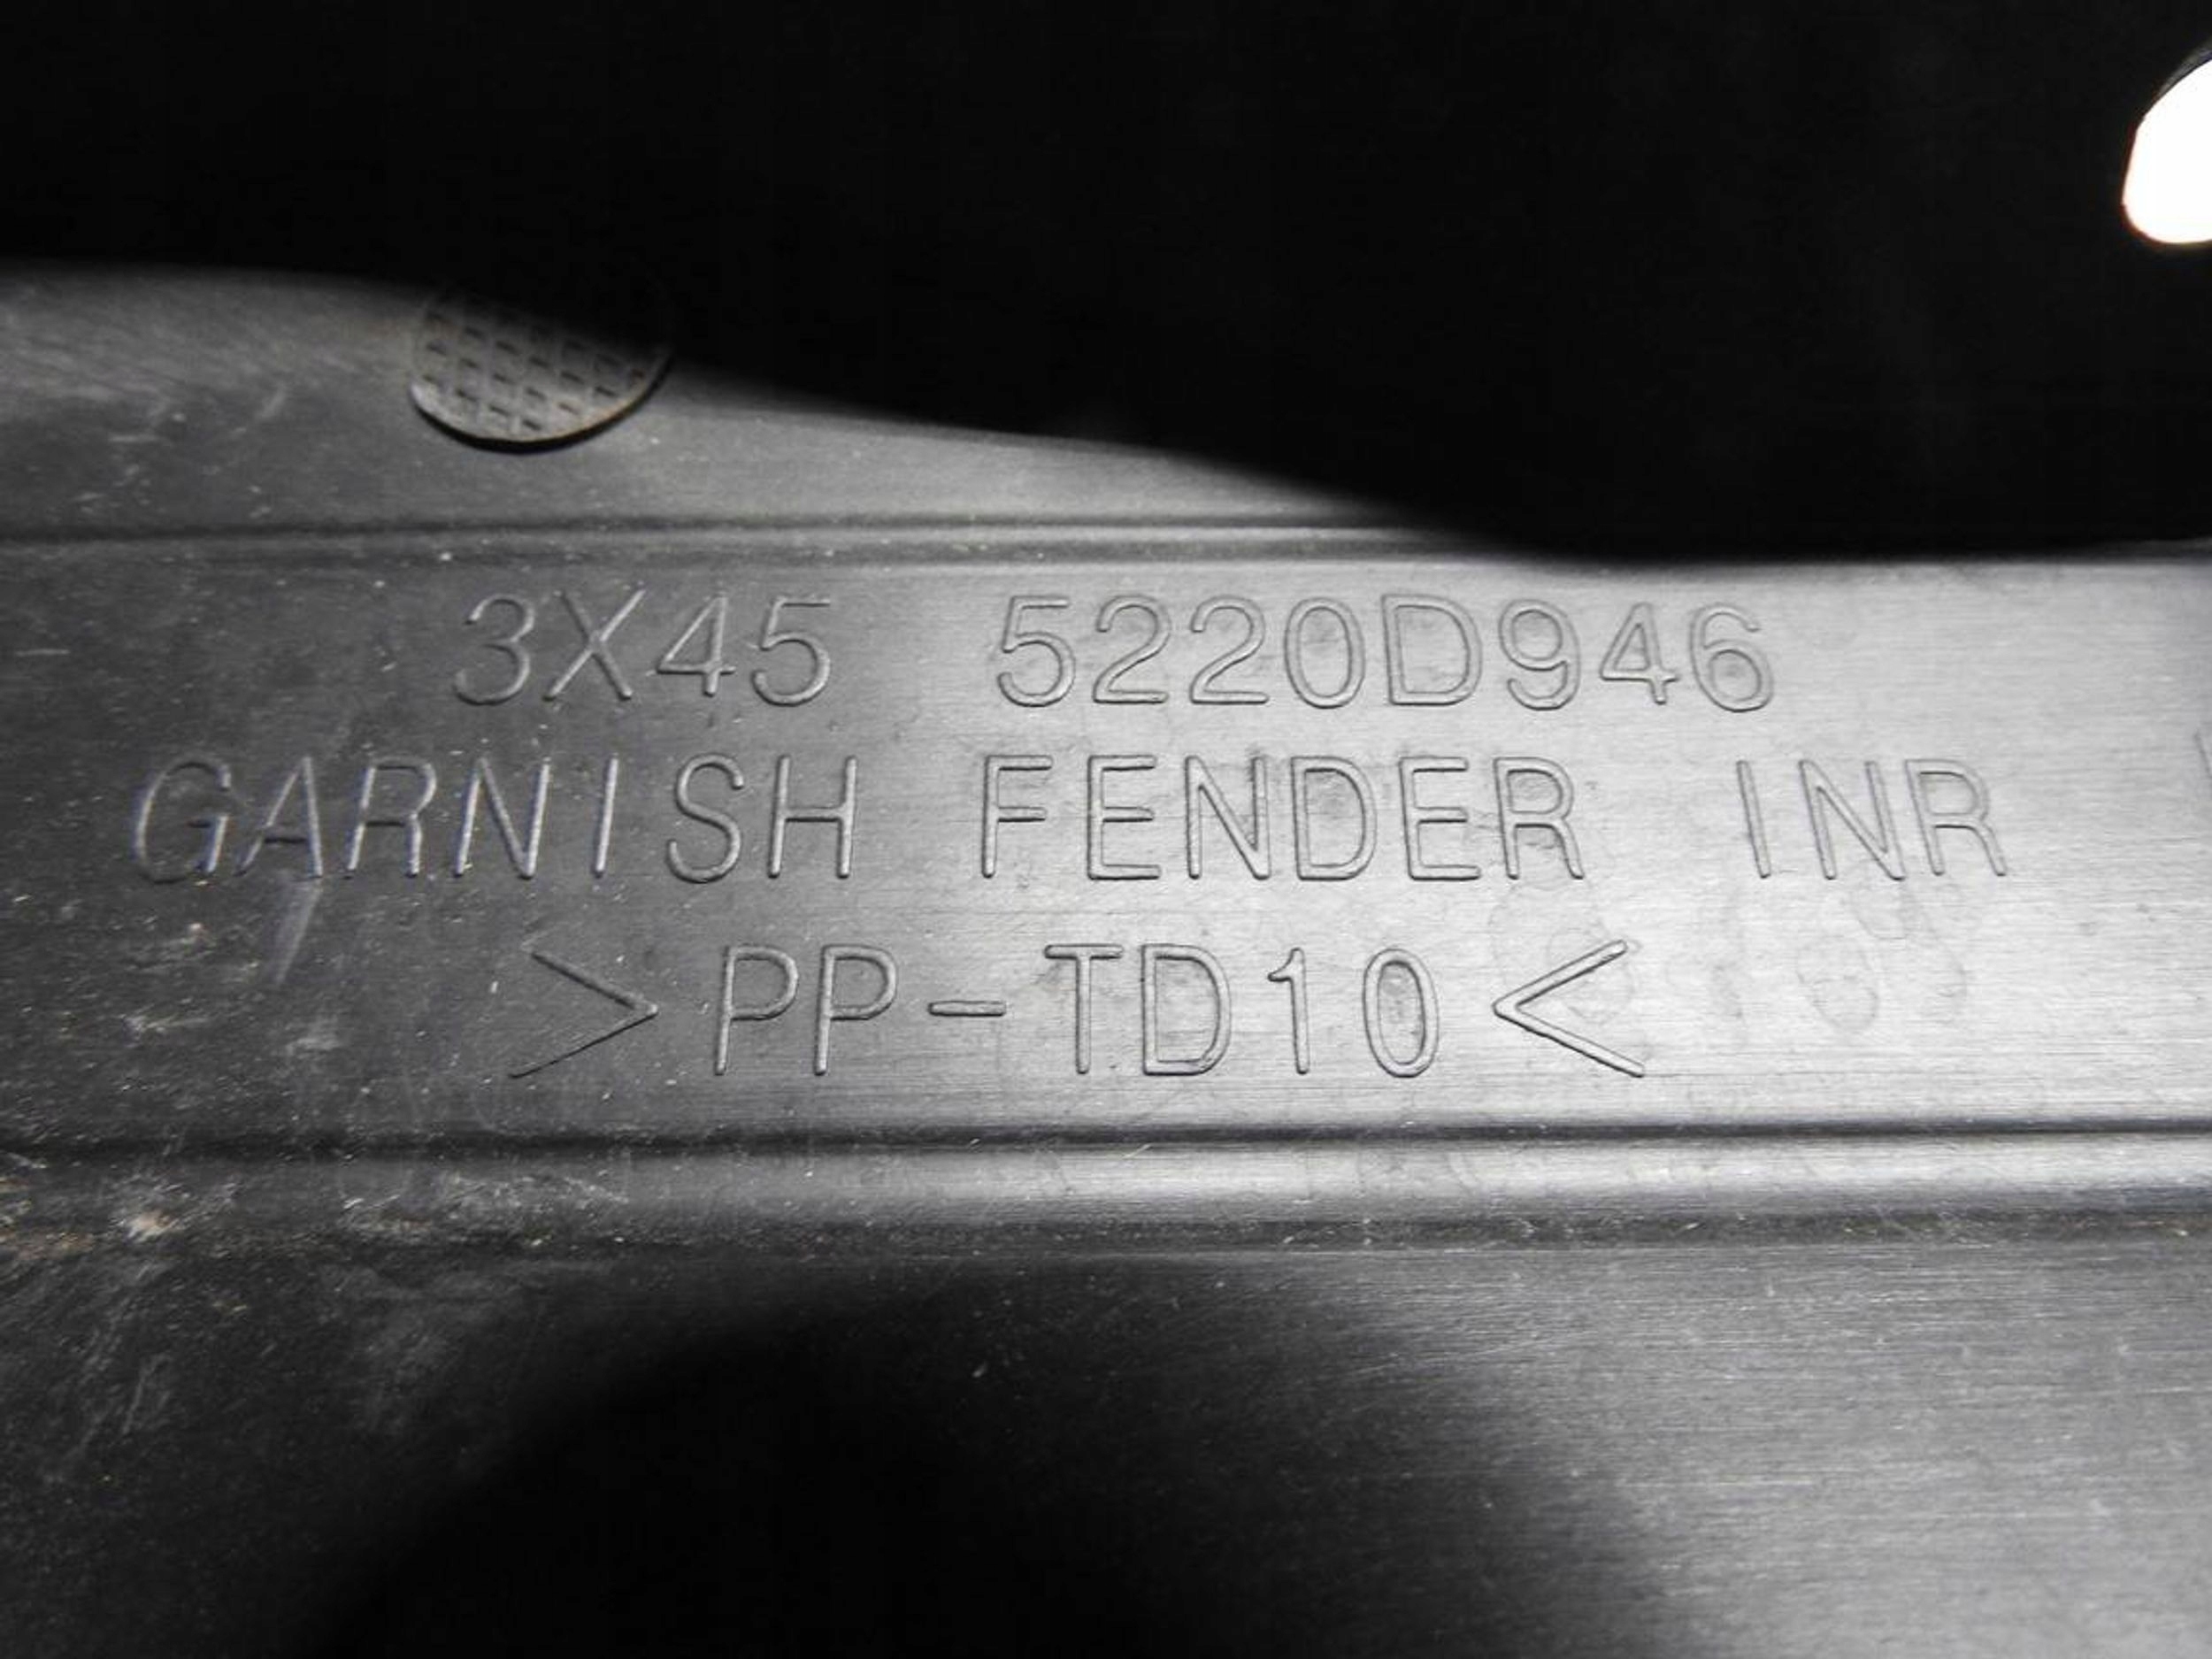 3X45 5220D946
GARNISH FENDER INR
>PP-TD10<